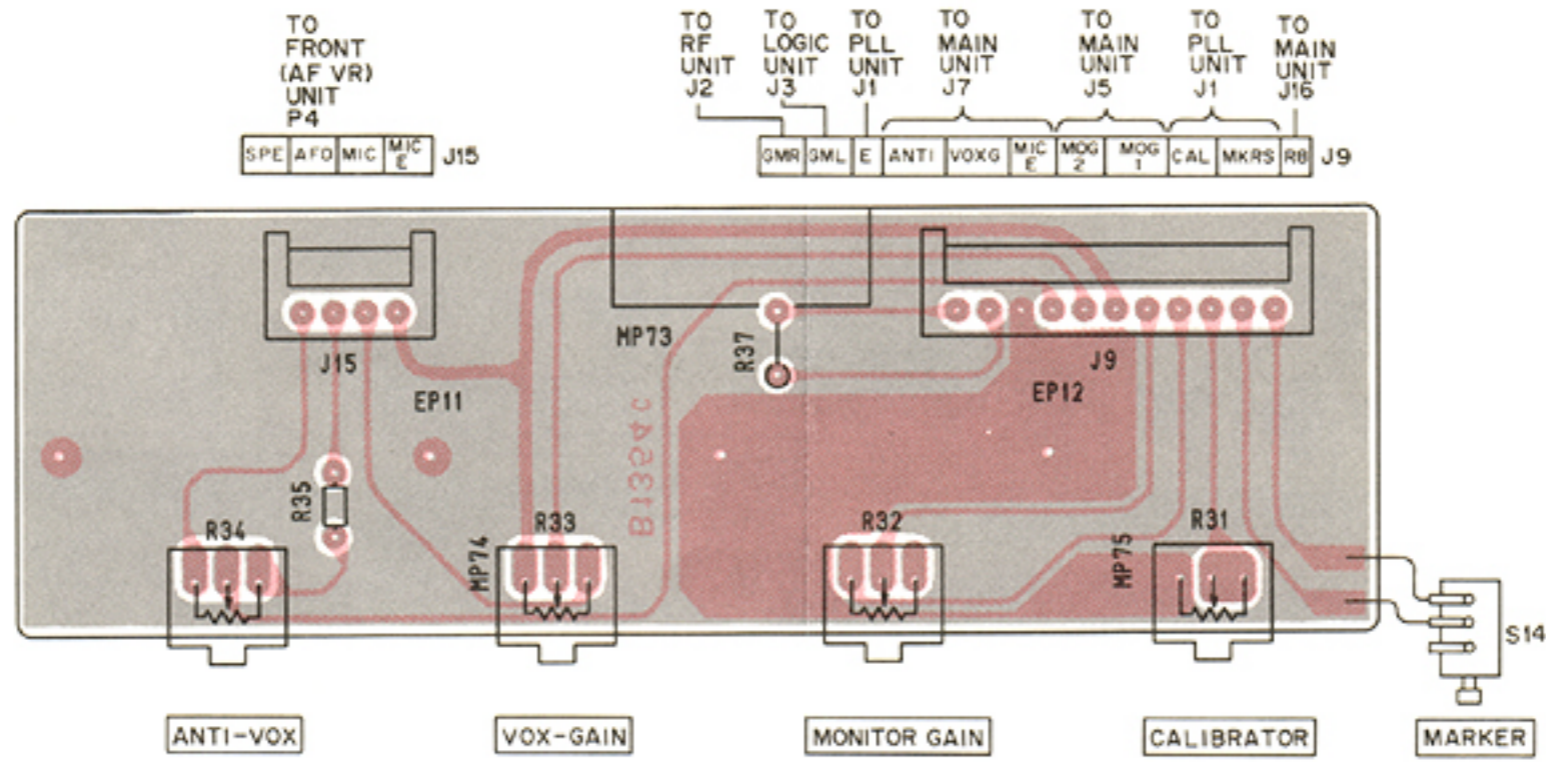 TO
FRONT
(AF VR)
UNIT
P4
TO
RF
UNIT
J2
TO
LOGIC
UNIT
J3
TO
PLL
UNIT
J1
TO
MAIN
UNIT
J7
TO
MAIN
UNIT
J5
TO
PLL
UNIT
J1
TO
MAIN
UNIT
J16
SPE AFO MIC MIC E J15
GMR GML E ANTI VOXG MIC E MOG 2 MOG 1 CAL MKRS R8 J9
J15
EP11
MP73
R37
J9
EP12
B1354C
R35
R34
MP74
R33
R32
MP75
R31
S14
ANTI-VOX
VOX-GAIN
MONITOR GAIN
CALIBRATOR
MARKER